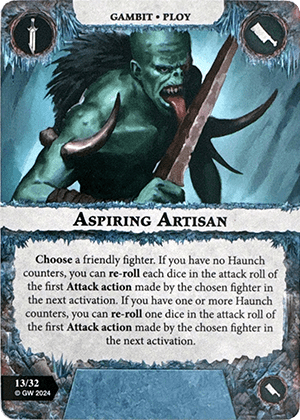 GAMBIT • PLOY
ASPIRING ARTISAN
Choose a friendly fighter. If you have no Haunch
counters, you can re-roll each dice in the attack roll of
the first Attack action made by the chosen fighter in
the next activation. If you have one or more Haunch
counters, you can re-roll one dice in the attack roll of
the first Attack action made by the chosen fighter in
the next activation.
13/32
© GW 2024